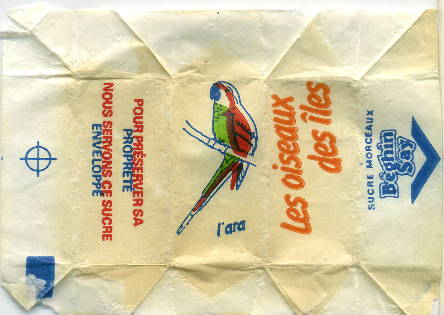 POUR PRÉSERVER SA
PROPRETÉ
NOUS SERVONS CE SUCRE
ENVELOPPÉ
l'ara
Les oiseaux
des îles
SUCRE MORCEAUX
Béghin
Say